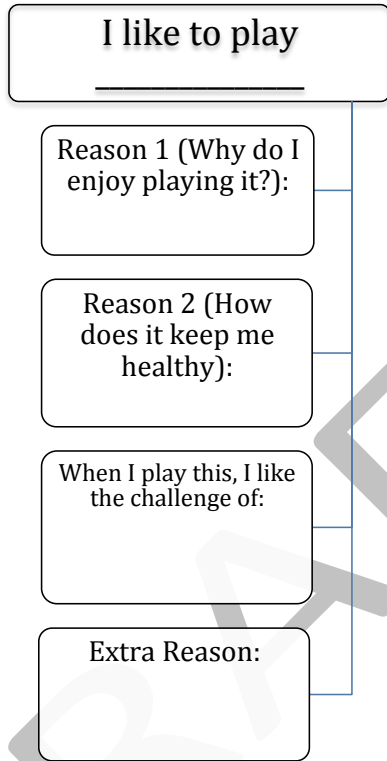 I like to play
_______________
Reason 1 (Why do I
enjoy playing it?):
Reason 2 (How
does it keep me
healthy):
When I play this, I like
the challenge of:
Extra Reason: